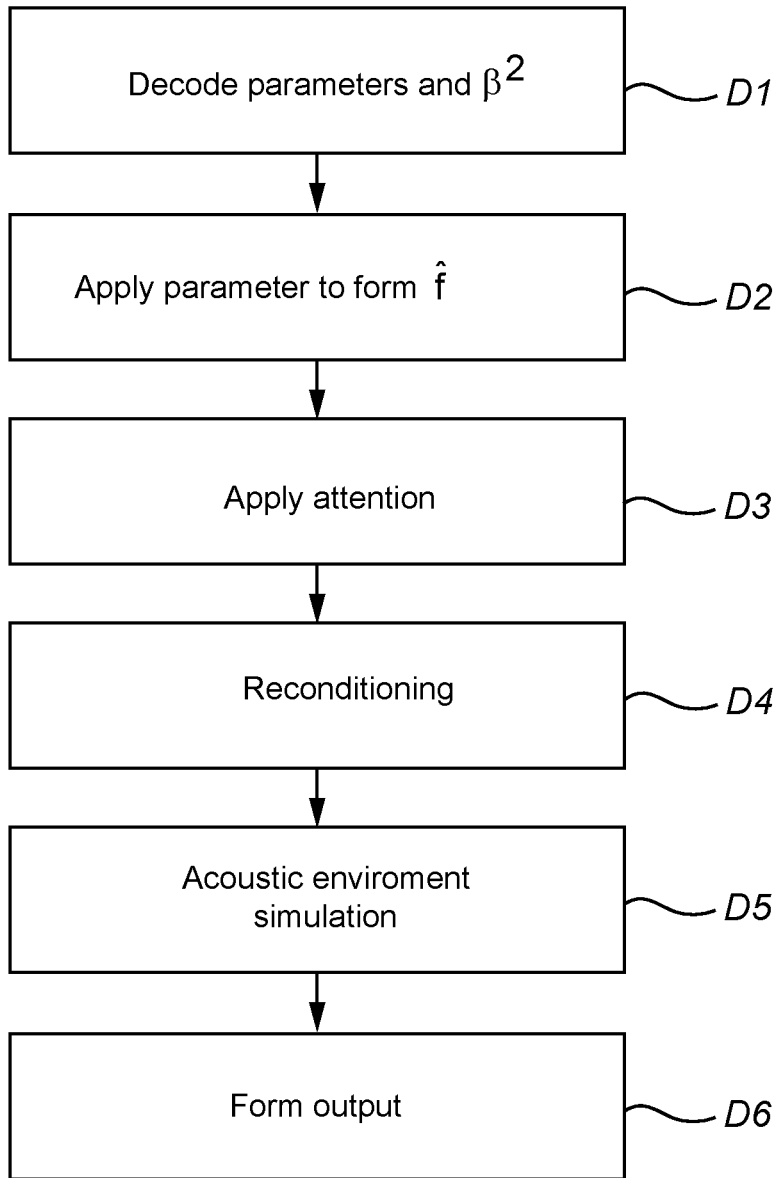 Decode parameters and β²
D1
Apply parameter to form f̂
D2
Apply attention
D3
Reconditioning
D4
Acoustic enviroment
simulation
D5
Form output
D6